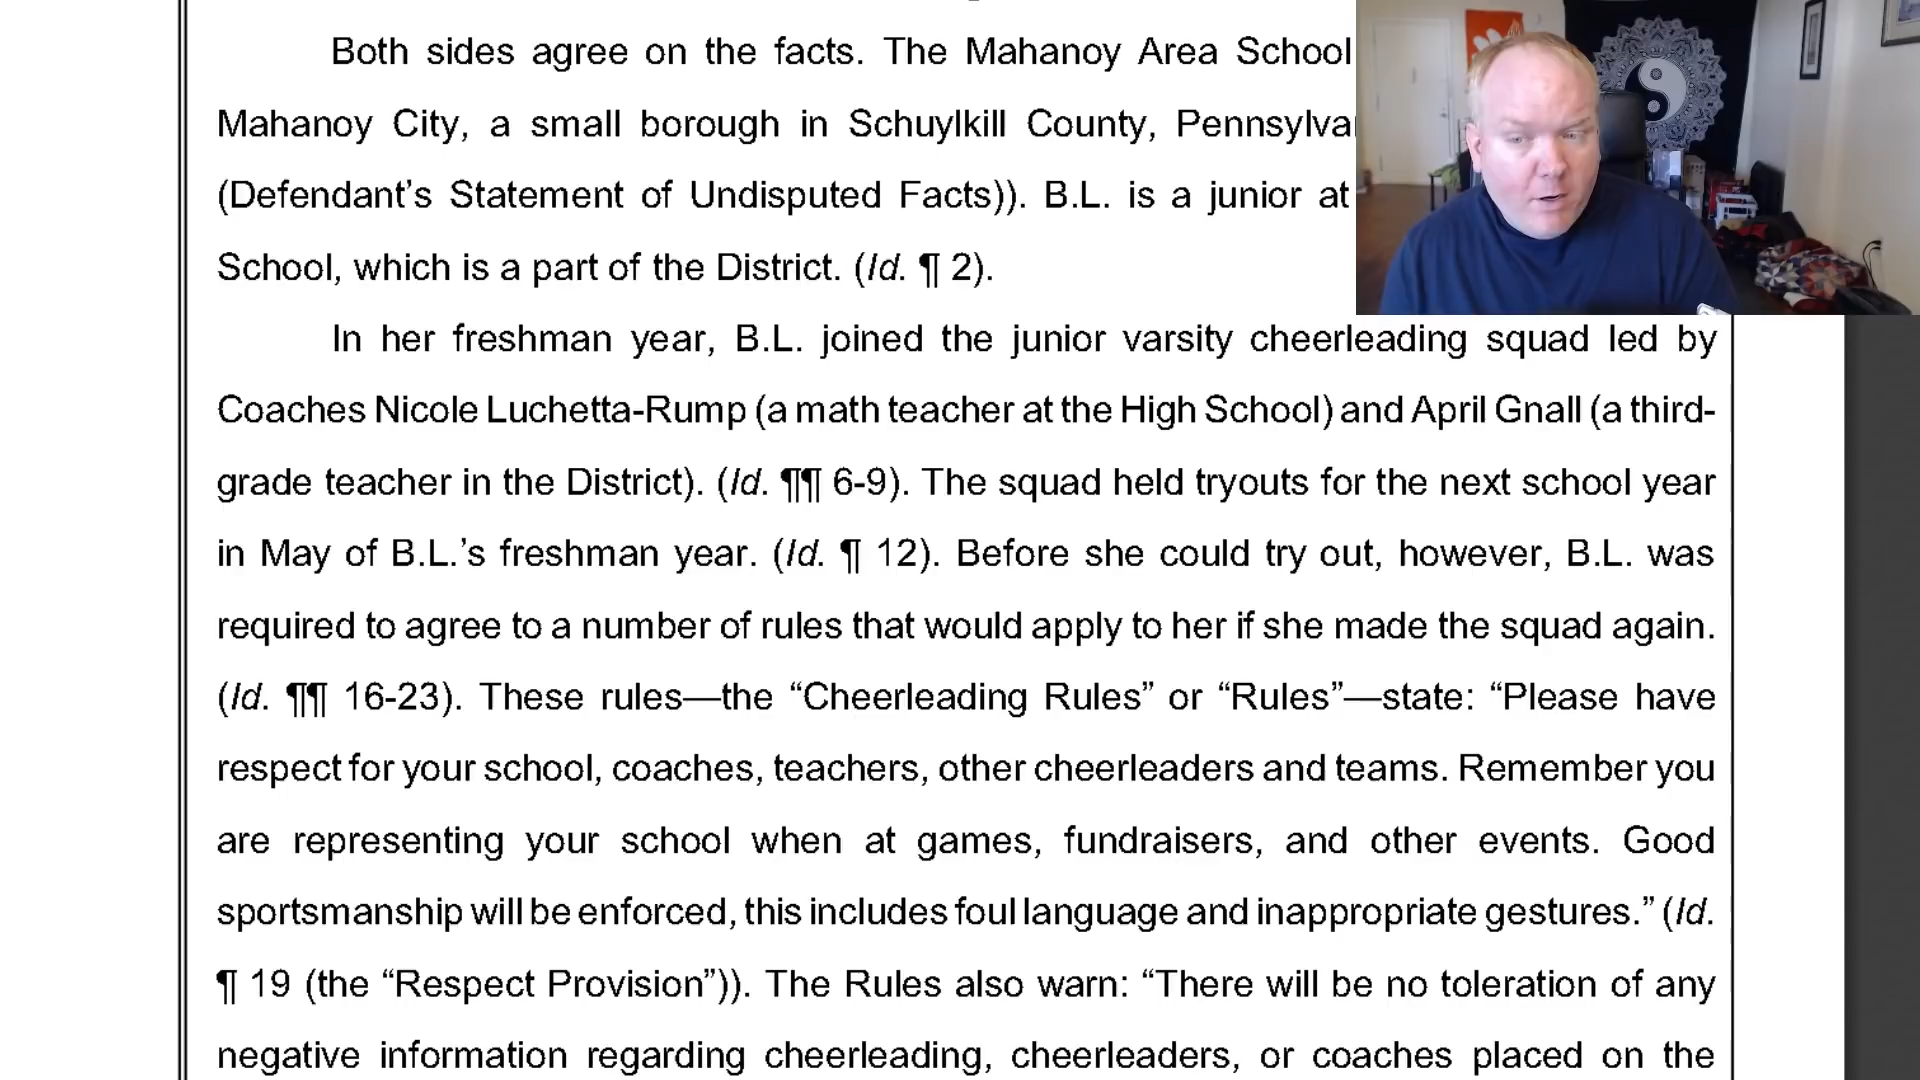 Both sides agree on the facts. The Mahanoy Area School
Mahanoy City, a small borough in Schuylkill County,
(Defendant’s Statement of Undisputed Facts)). B.L. is a junior at
School, which is a part of the District. (Id. ¶ 2).
In her freshman year, B.L. joined the junior varsity cheerleading squad led by
Coaches Nicole Luchetta-Rump (a math teacher at the High School) and April Gnall (a third-
grade teacher in the District). (Id. ¶¶ 6-9). The squad held tryouts for the next school year
in May of B.L.’s freshman year. (Id. ¶ 12). Before she could try out, however, B.L. was
required to agree to a number of rules that would apply to her if she made the squad again.
(Id. ¶¶ 16-23). These rules—the “Cheerleading Rules” or “Rules”—state: “Please have
respect for your school, coaches, teachers, other cheerleaders and teams. Remember you
are representing your school when at games, fundraisers, and other events. Good
sportsmanship will be enforced, this includes foul language and inappropriate gestures.” (Id.
¶ 19 (the “Respect Provision”)). The Rules also warn: “There will be no toleration of any
negative information regarding cheerleading, cheerleaders, or coaches placed on the